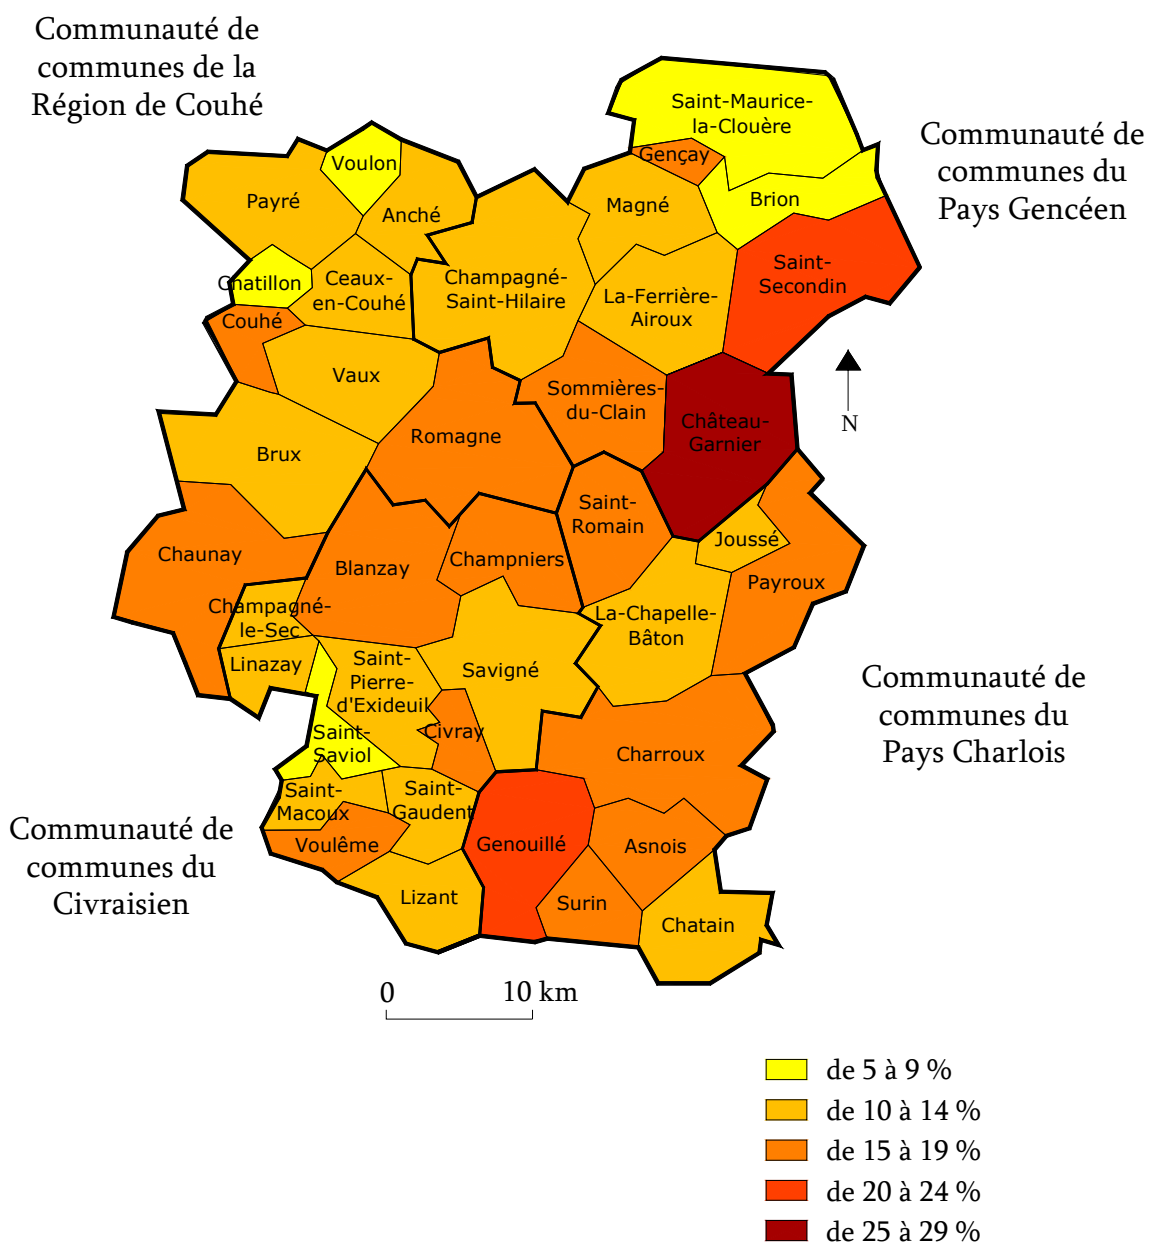 Communauté de
communes de la
Région de Couhé
Saint-Maurice-
la-Clouère
Communauté de
communes du
Pays Gencéen
Gençay
Voulon
Payré
Anché
Magné
Brion
Chatillon
Ceaux-
en-Couhé
Champagné-
Saint-Hilaire
La-Ferrière-
Airoux
Saint-
Secondin
Couhé
Vaux
Sommières-
du-Clain
Château-
Garnier
N
Romagne
Brux
Saint-
Romain
Joussé
Chaunay
Blanzay
Champniers
Payroux
Champagné-
le-Sec
La-Chapelle-
Bâton
Linazay
Saint-
Pierre-
d'Exideuil
Savigné
Communauté de
communes du
Pays Charlois
Saint-
Saviol
Civray
Charroux
Saint-
Macoux
Saint-
Gaudent
Communauté de
communes du
Civraisien
Voulême
Genouillé
Asnois
Lizant
Surin
Chatain
0 10 km
de 5 à 9 %
de 10 à 14 %
de 15 à 19 %
de 20 à 24 %
de 25 à 29 %